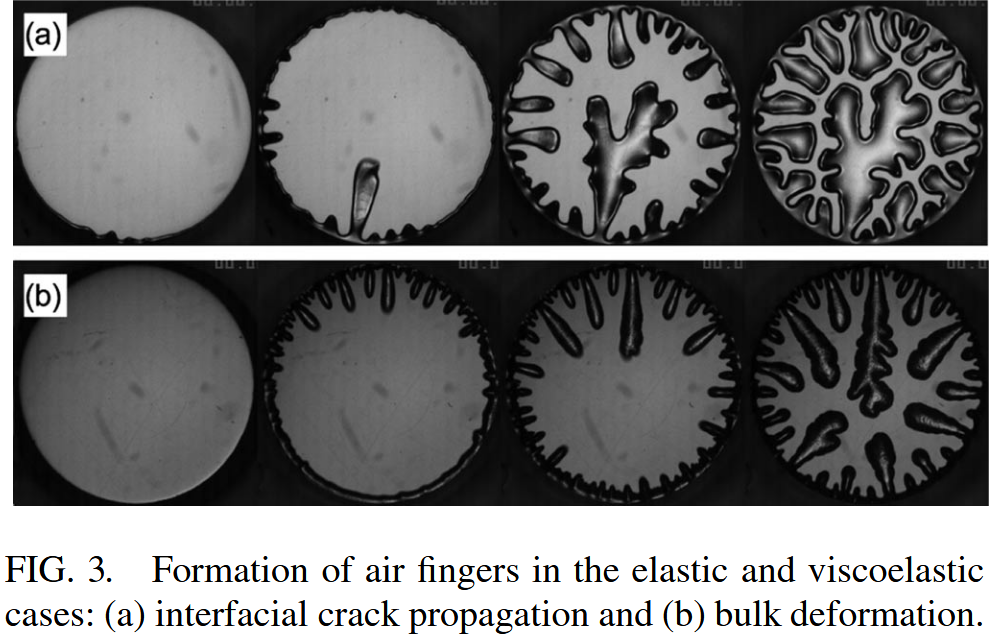 (a)
(b)
FIG. 3. Formation of air fingers in the elastic and viscoelastic
cases: (a) interfacial crack propagation and (b) bulk deformation.